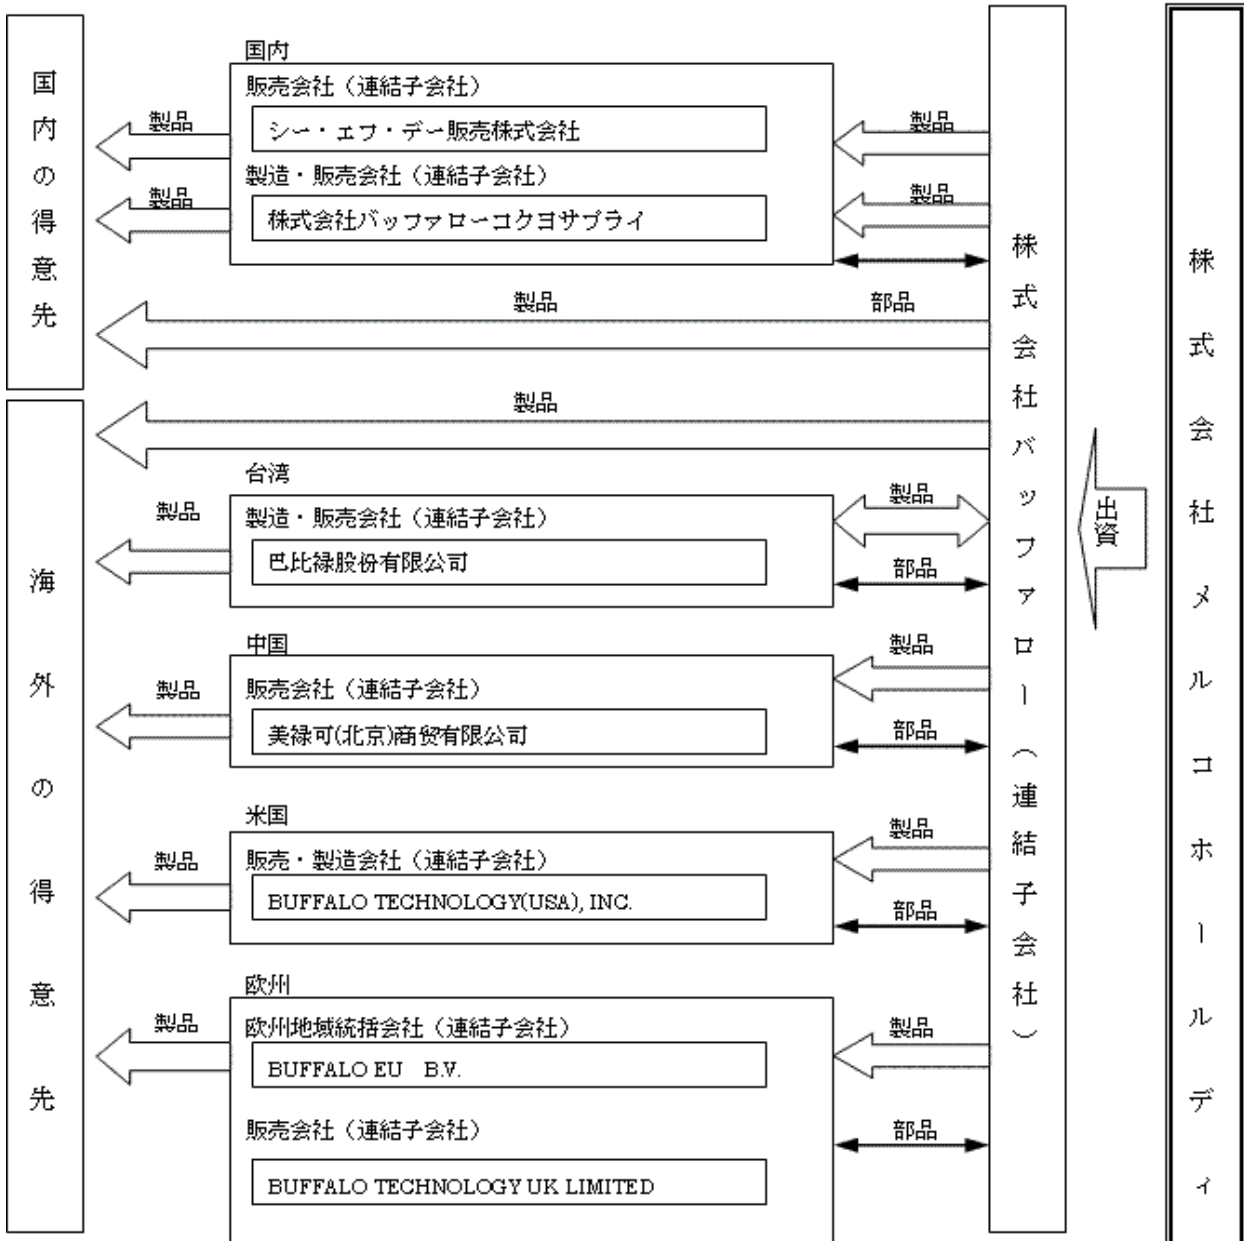 国内の得意先
海外の得意先
国内
販売会社（連結子会社）
シー・エフ・デー販売株式会社
製造・販売会社（連結子会社）
株式会社バッファローコクヨサプライ
製品
製品
製品
製品
製品
部品
製品
台湾
製造・販売会社（連結子会社）
巴比禄股份有限公司
製品
製品
部品
中国
販売会社（連結子会社）
美禄可(北京)商贸有限公司
製品
製品
部品
米国
販売・製造会社（連結子会社）
BUFFALO TECHNOLOGY(USA), INC.
製品
製品
部品
欧州
欧州地域統括会社（連結子会社）
BUFFALO EU　B.V.
販売会社（連結子会社）
BUFFALO TECHNOLOGY UK LIMITED
製品
製品
部品
株式会社バッファロー（連結子会社）
出資
株式会社メルコホールディ